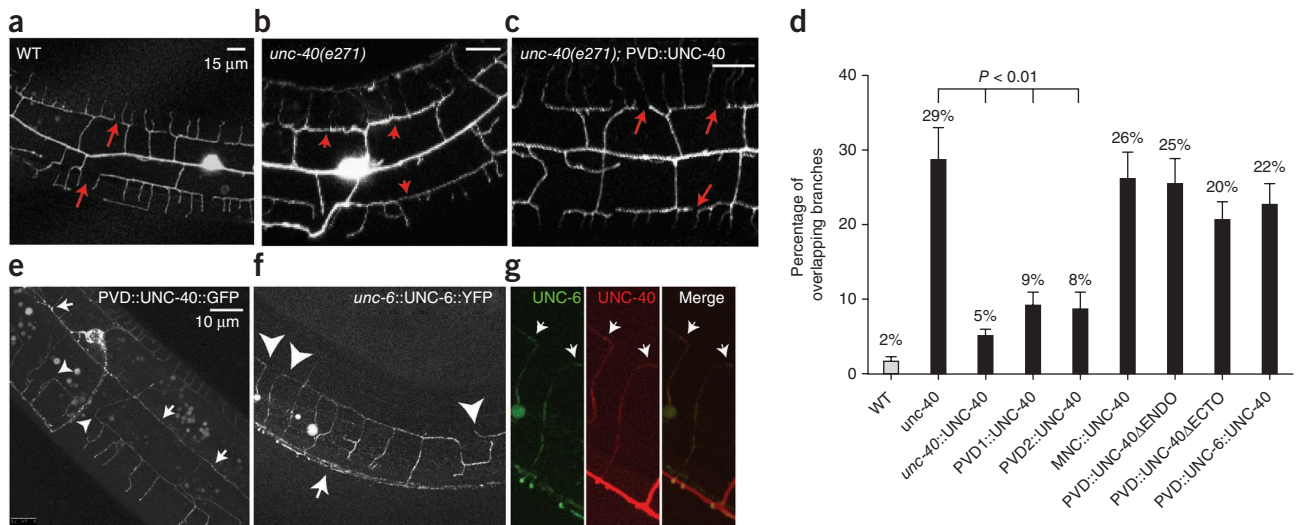 a
WT
15 μm
b
unc-40(e271)
c
unc-40(e271); PVD::UNC-40
d
Percentage of
overlapping branches
40
30
20
10
0
P < 0.01
2%
29%
5%
9%
8%
26%
25%
20%
22%
WT
unc-40
unc-40::UNC-40
PVD1::UNC-40
PVD2::UNC-40
MNC::UNC-40
PVD::UNC-40ΔENDO
PVD::UNC-40ΔECTO
PVD::UNC-6::UNC-40
e
PVD::UNC-40::GFP
10 μm
f
unc-6::UNC-6::YFP
g
UNC-6
UNC-40
Merge